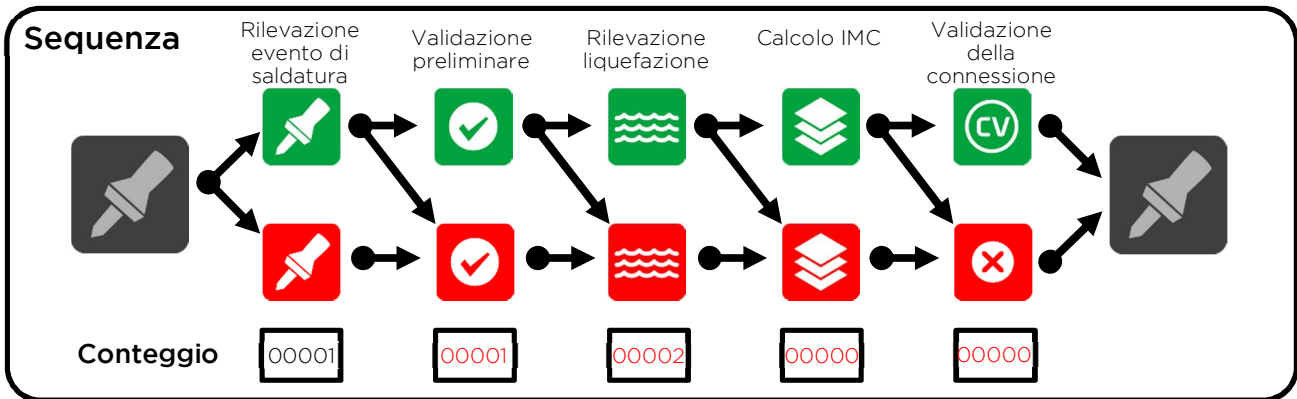 Sequenza
Rilevazione
evento di
saldatura
Validazione
preliminare
Rilevazione
liquefazione
Calcolo IMC
Validazione
della
connessione
CV
Conteggio
00001
00001
00002
00000
00000